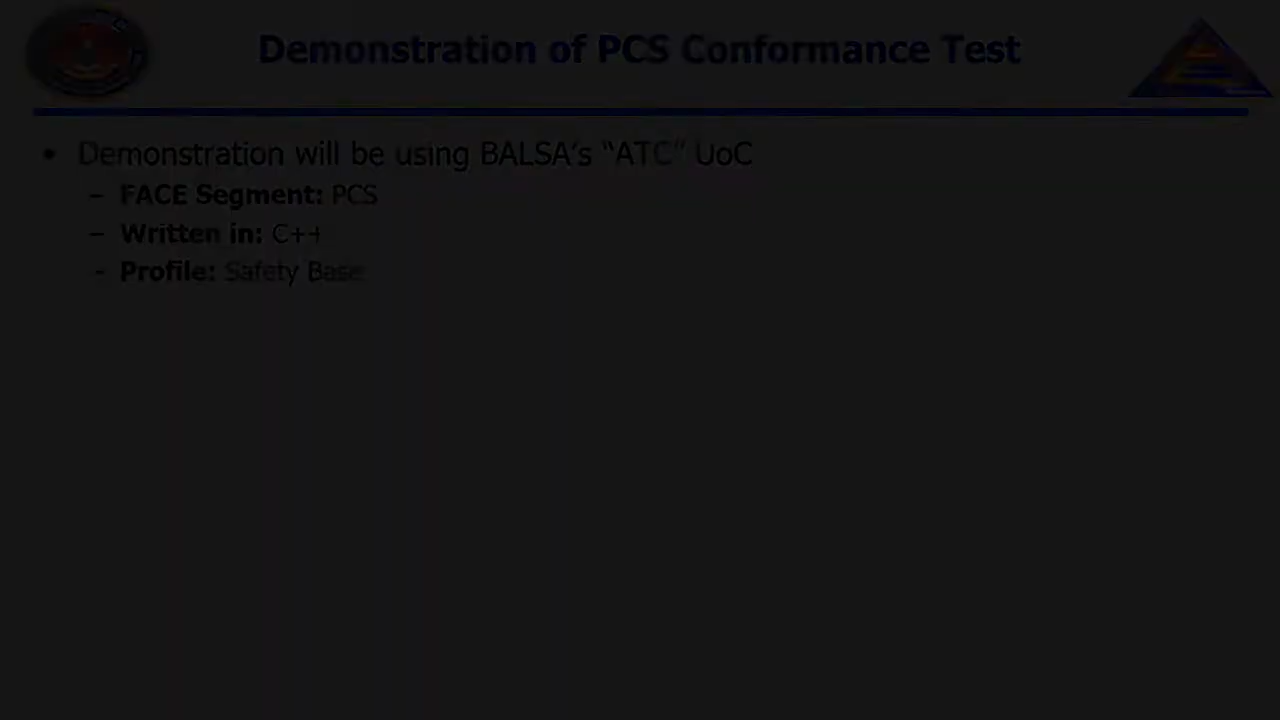 Demonstration of PCS Conformance Test
• Demonstration will be using BALSA’s “ATC” UoC
– FACE Segment: PCS
– Written in: C++
– Profile: Safety Base